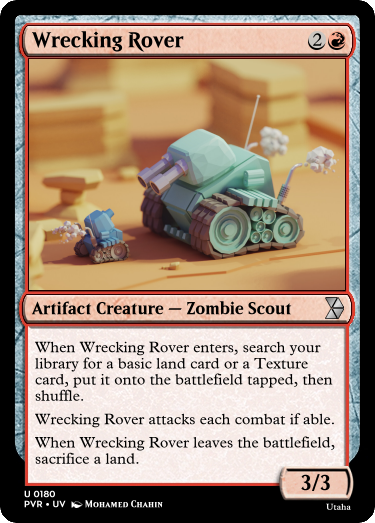 Wrecking Rover 2
Artifact Creature — Zombie Scout
When Wrecking Rover enters, search your
library for a basic land card or a Texture
card, put it onto the battlefield tapped, then
shuffle.
Wrecking Rover attacks each combat if able.
When Wrecking Rover leaves the battlefield,
sacrifice a land.
3/3
U 0180
PVR • UV Mohamed Chahin
Utaha